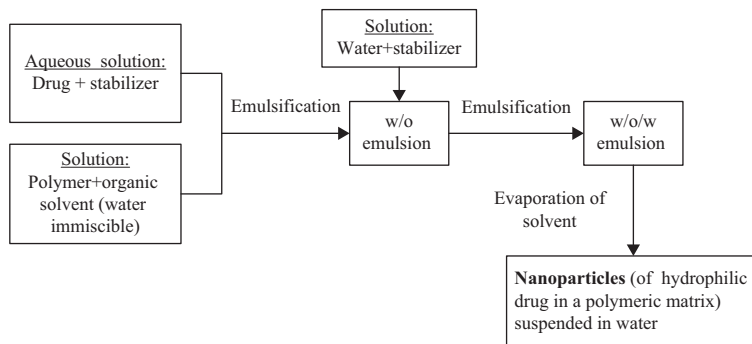 Aqueous solution:
Drug + stabilizer
Solution:
Water+stabilizer
Emulsification
w/o
emulsion
Emulsification
w/o/w
emulsion
Solution:
Polymer+organic
solvent (water
immiscible)
Evaporation of
solvent
Nanoparticles (of hydrophilic
drug in a polymeric matrix)
suspended in water